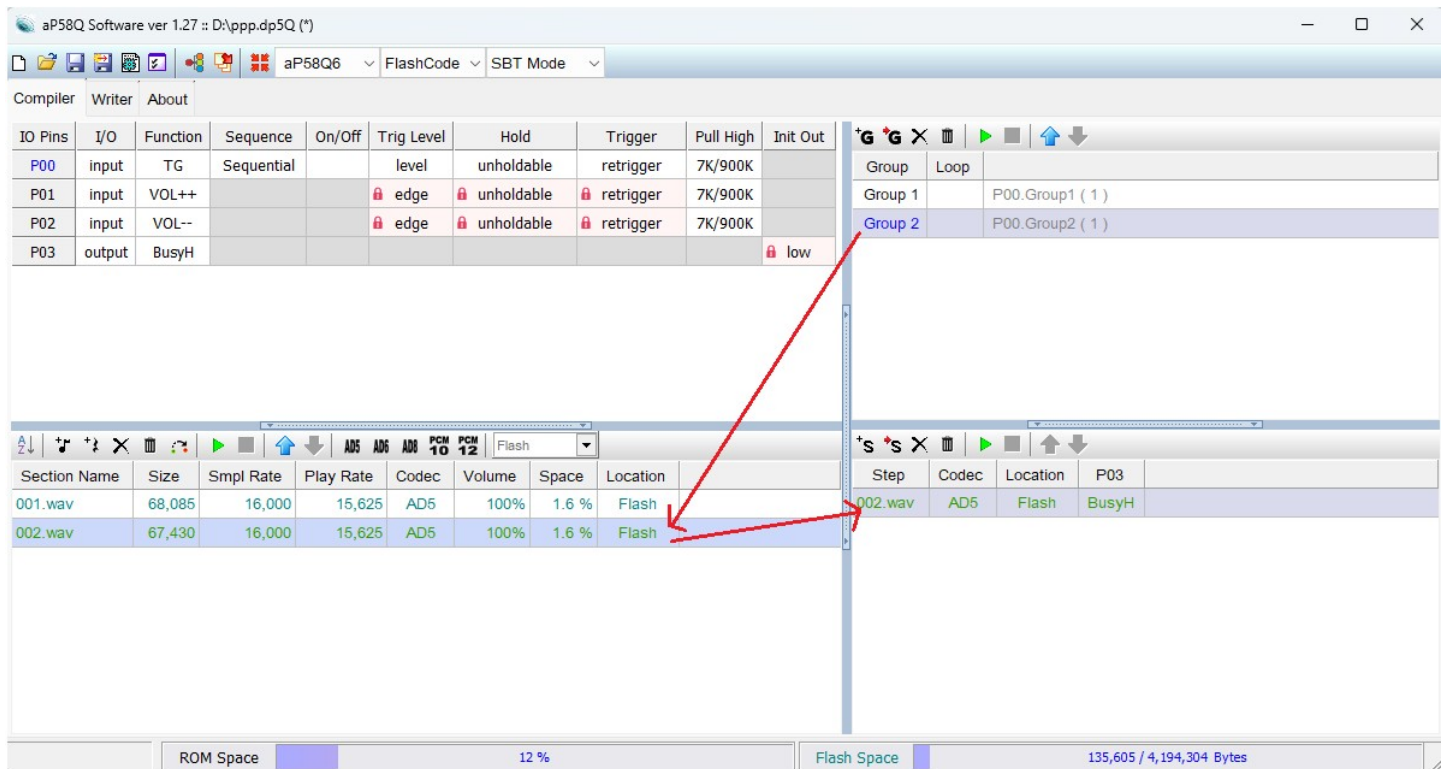 aP58Q Software ver 1.27 :: D:\ppp.dp5Q (*)
aP58Q6 FlashCode SBT Mode
Compiler Writer About
IO Pins I/O Function Sequence On/Off Trig Level Hold Trigger Pull High Init Out
P00 input TG Sequential level unholdable retrigger 7K/900K
P01 input VOL++ edge unholdable retrigger 7K/900K
P02 input VOL-- edge unholdable retrigger 7K/900K
P03 output BusyH low
+G +G
Group Loop
Group 1 P00.Group1 ( 1 )
Group 2 P00.Group2 ( 1 )
AZ AD5 AD6 AD8 PCM 10 PCM 12 Flash
Section Name Size Smpl Rate Play Rate Codec Volume Space Location
001.wav 68,085 16,000 15,625 AD5 100% 1.6 % Flash
002.wav 67,430 16,000 15,625 AD5 100% 1.6 % Flash
+S +S
Step Codec Location P03
002.wav AD5 Flash BusyH
ROM Space 12 % Flash Space 135,605 / 4,194,304 Bytes